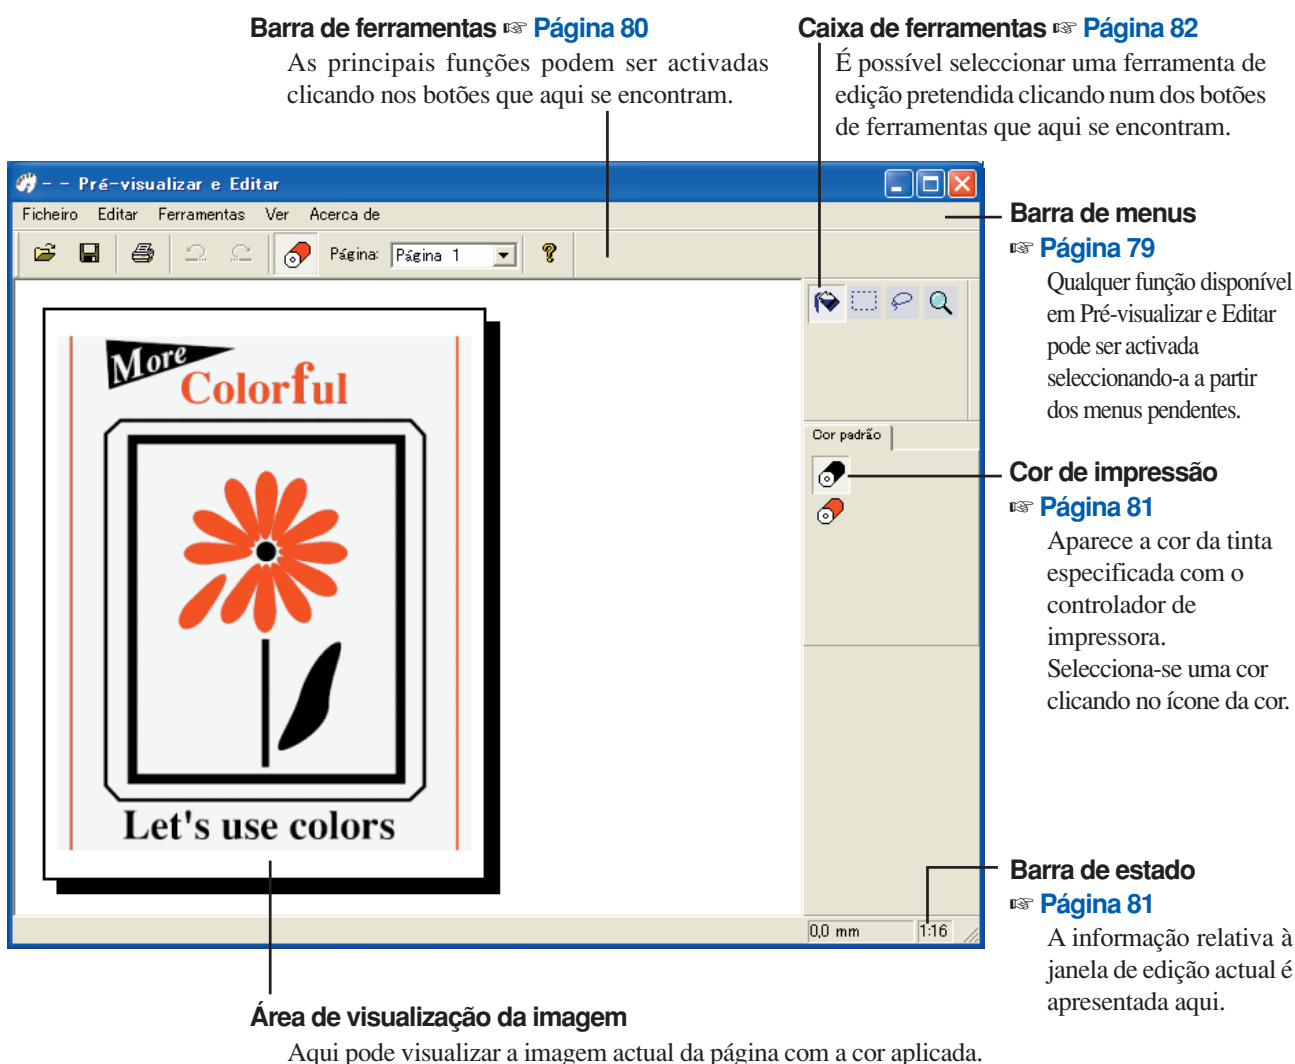 Barra de ferramentas ☞ Página 80
As principais funções podem ser activadas
clicando nos botões que aqui se encontram.
Caixa de ferramentas ☞ Página 82
É possível seleccionar uma ferramenta de
edição pretendida clicando num dos botões
de ferramentas que aqui se encontram.
- - Pré-visualizar e Editar
Ficheiro Editar Ferramentas Ver Acerca de
Página: Página 1
Barra de menus
☞ Página 79
Qualquer função disponível
em Pré-visualizar e Editar
pode ser activada
seleccionando-a a partir
dos menus pendentes.
More
Colorful
Let's use colors
Cor padrão
Cor de impressão
☞ Página 81
Aparece a cor da tinta
especificada com o
controlador de
impressora.
Selecciona-se uma cor
clicando no ícone da cor.
Barra de estado
☞ Página 81
A informação relativa à
janela de edição actual é
apresentada aqui.
0,0 mm 1:16
Área de visualização da imagem
Aqui pode visualizar a imagem actual da página com a cor aplicada.